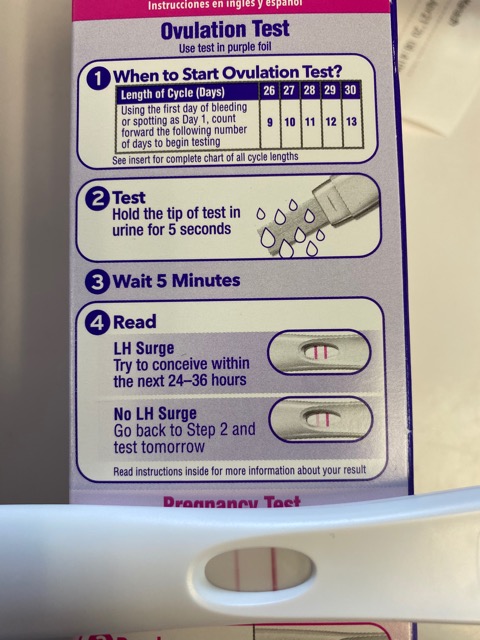 Instrucciones en inglés y español
Ovulation Test
Use test in purple foil
1 When to Start Ovulation Test?
Length of Cycle (Days) 26 27 28 29 30
Using the first day of bleeding
or spotting as Day 1, count
forward the following number
of days to begin testing
9 10 11 12 13
See insert for complete chart of all cycle lengths
2 Test
Hold the tip of test in
urine for 5 seconds
3 Wait 5 Minutes
4 Read
LH Surge
Try to conceive within
the next 24–36 hours
No LH Surge
Go back to Step 2 and
test tomorrow
Read instructions inside for more information about your result
Pregnancy Test